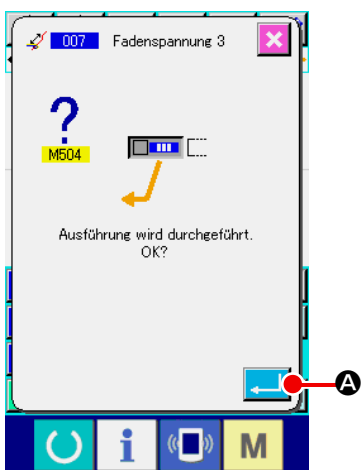 007 Fadenspannung 3
?
M504
Ausführung wird durchgeführt.
OK?
A
i M